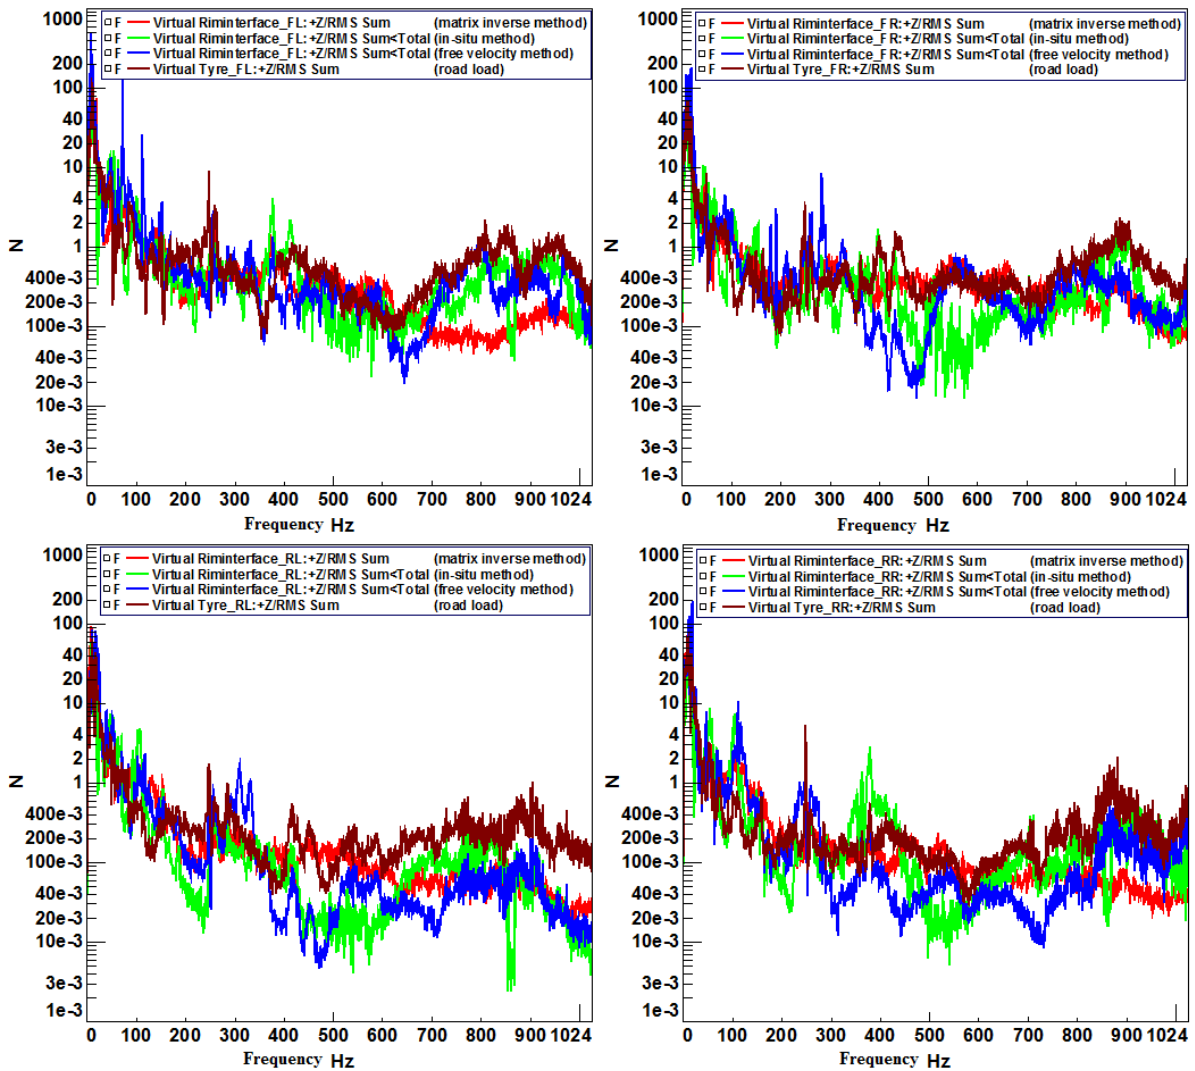 1000
200
100
40
20
10
4
2
1
400e-3
200e-3
100e-3
40e-3
20e-3
10e-3
3e-3
1e-3
N
F Virtual Riminterface_FL:+Z/RMS Sum (matrix inverse method)
F Virtual Riminterface_FL:+Z/RMS Sum<Total (in-situ method)
F Virtual Riminterface_FL:+Z/RMS Sum<Total (free velocity method)
F Virtual Tyre_FL:+Z/RMS Sum (road load)
0 100 200 300 400 500 600 700 800 900 1024
Frequency Hz
1000
200
100
40
20
10
4
2
1
400e-3
200e-3
100e-3
40e-3
20e-3
10e-3
3e-3
1e-3
N
F Virtual Riminterface_FR:+Z/RMS Sum (matrix inverse method)
F Virtual Riminterface_FR:+Z/RMS Sum<Total (in-situ method)
F Virtual Riminterface_FR:+Z/RMS Sum<Total (free velocity method)
F Virtual Tyre_FR:+Z/RMS Sum (road load)
0 100 200 300 400 500 600 700 800 900 1024
Frequency Hz
1000
200
100
40
20
10
4
2
1
400e-3
200e-3
100e-3
40e-3
20e-3
10e-3
3e-3
1e-3
N
F Virtual Riminterface_RL:+Z/RMS Sum (matrix inverse method)
F Virtual Riminterface_RL:+Z/RMS Sum<Total (in-situ method)
F Virtual Riminterface_RL:+Z/RMS Sum<Total (free velocity method)
F Virtual Tyre_RL:+Z/RMS Sum (road load)
0 100 200 300 400 500 600 700 800 900 1024
Frequency Hz
1000
200
100
40
20
10
4
2
1
400e-3
200e-3
100e-3
40e-3
20e-3
10e-3
3e-3
1e-3
N
F Virtual Riminterface_RR:+Z/RMS Sum (matrix inverse method)
F Virtual Riminterface_RR:+Z/RMS Sum<Total (in-situ method)
F Virtual Riminterface_RR:+Z/RMS Sum<Total (free velocity method)
F Virtual Tyre_RR:+Z/RMS Sum (road load)
0 100 200 300 400 500 600 700 800 900 1024
Frequency Hz